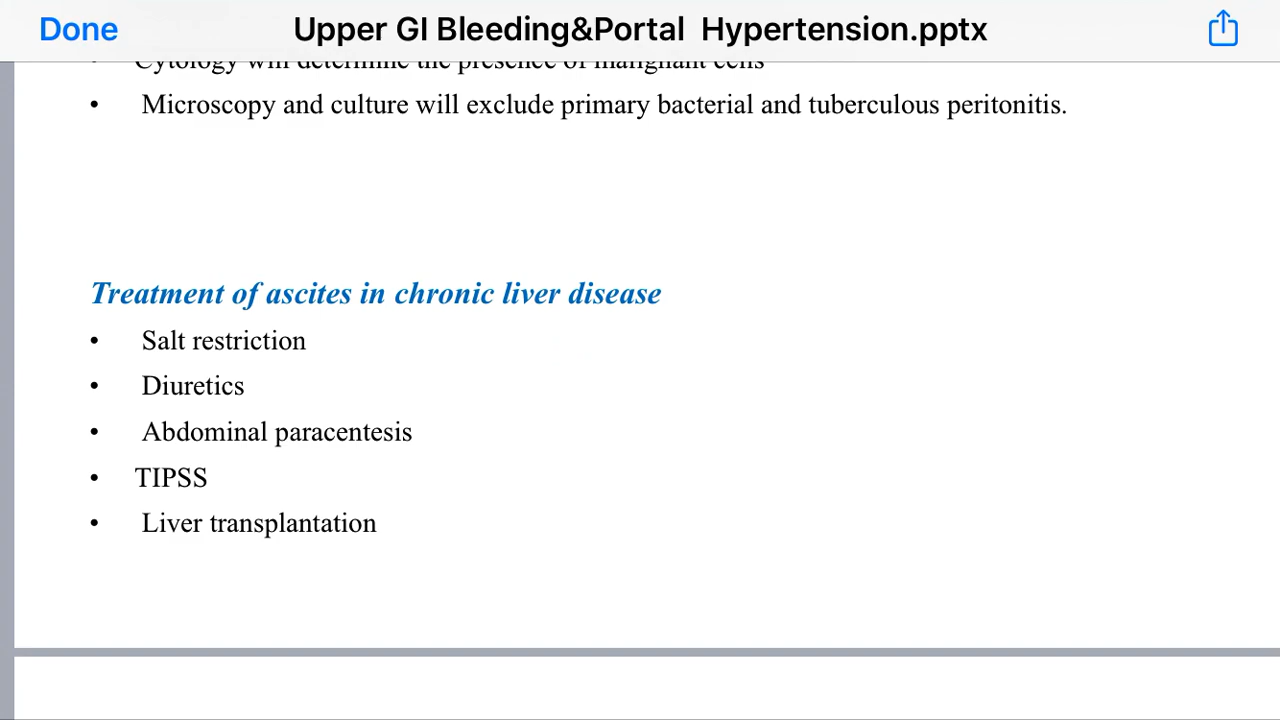 Done Upper GI Bleeding&Portal Hypertension.pptx
• Cytology will determine the presence of malignant cells
• Microscopy and culture will exclude primary bacterial and tuberculous peritonitis.
Treatment of ascites in chronic liver disease
• Salt restriction
• Diuretics
• Abdominal paracentesis
• TIPSS
• Liver transplantation